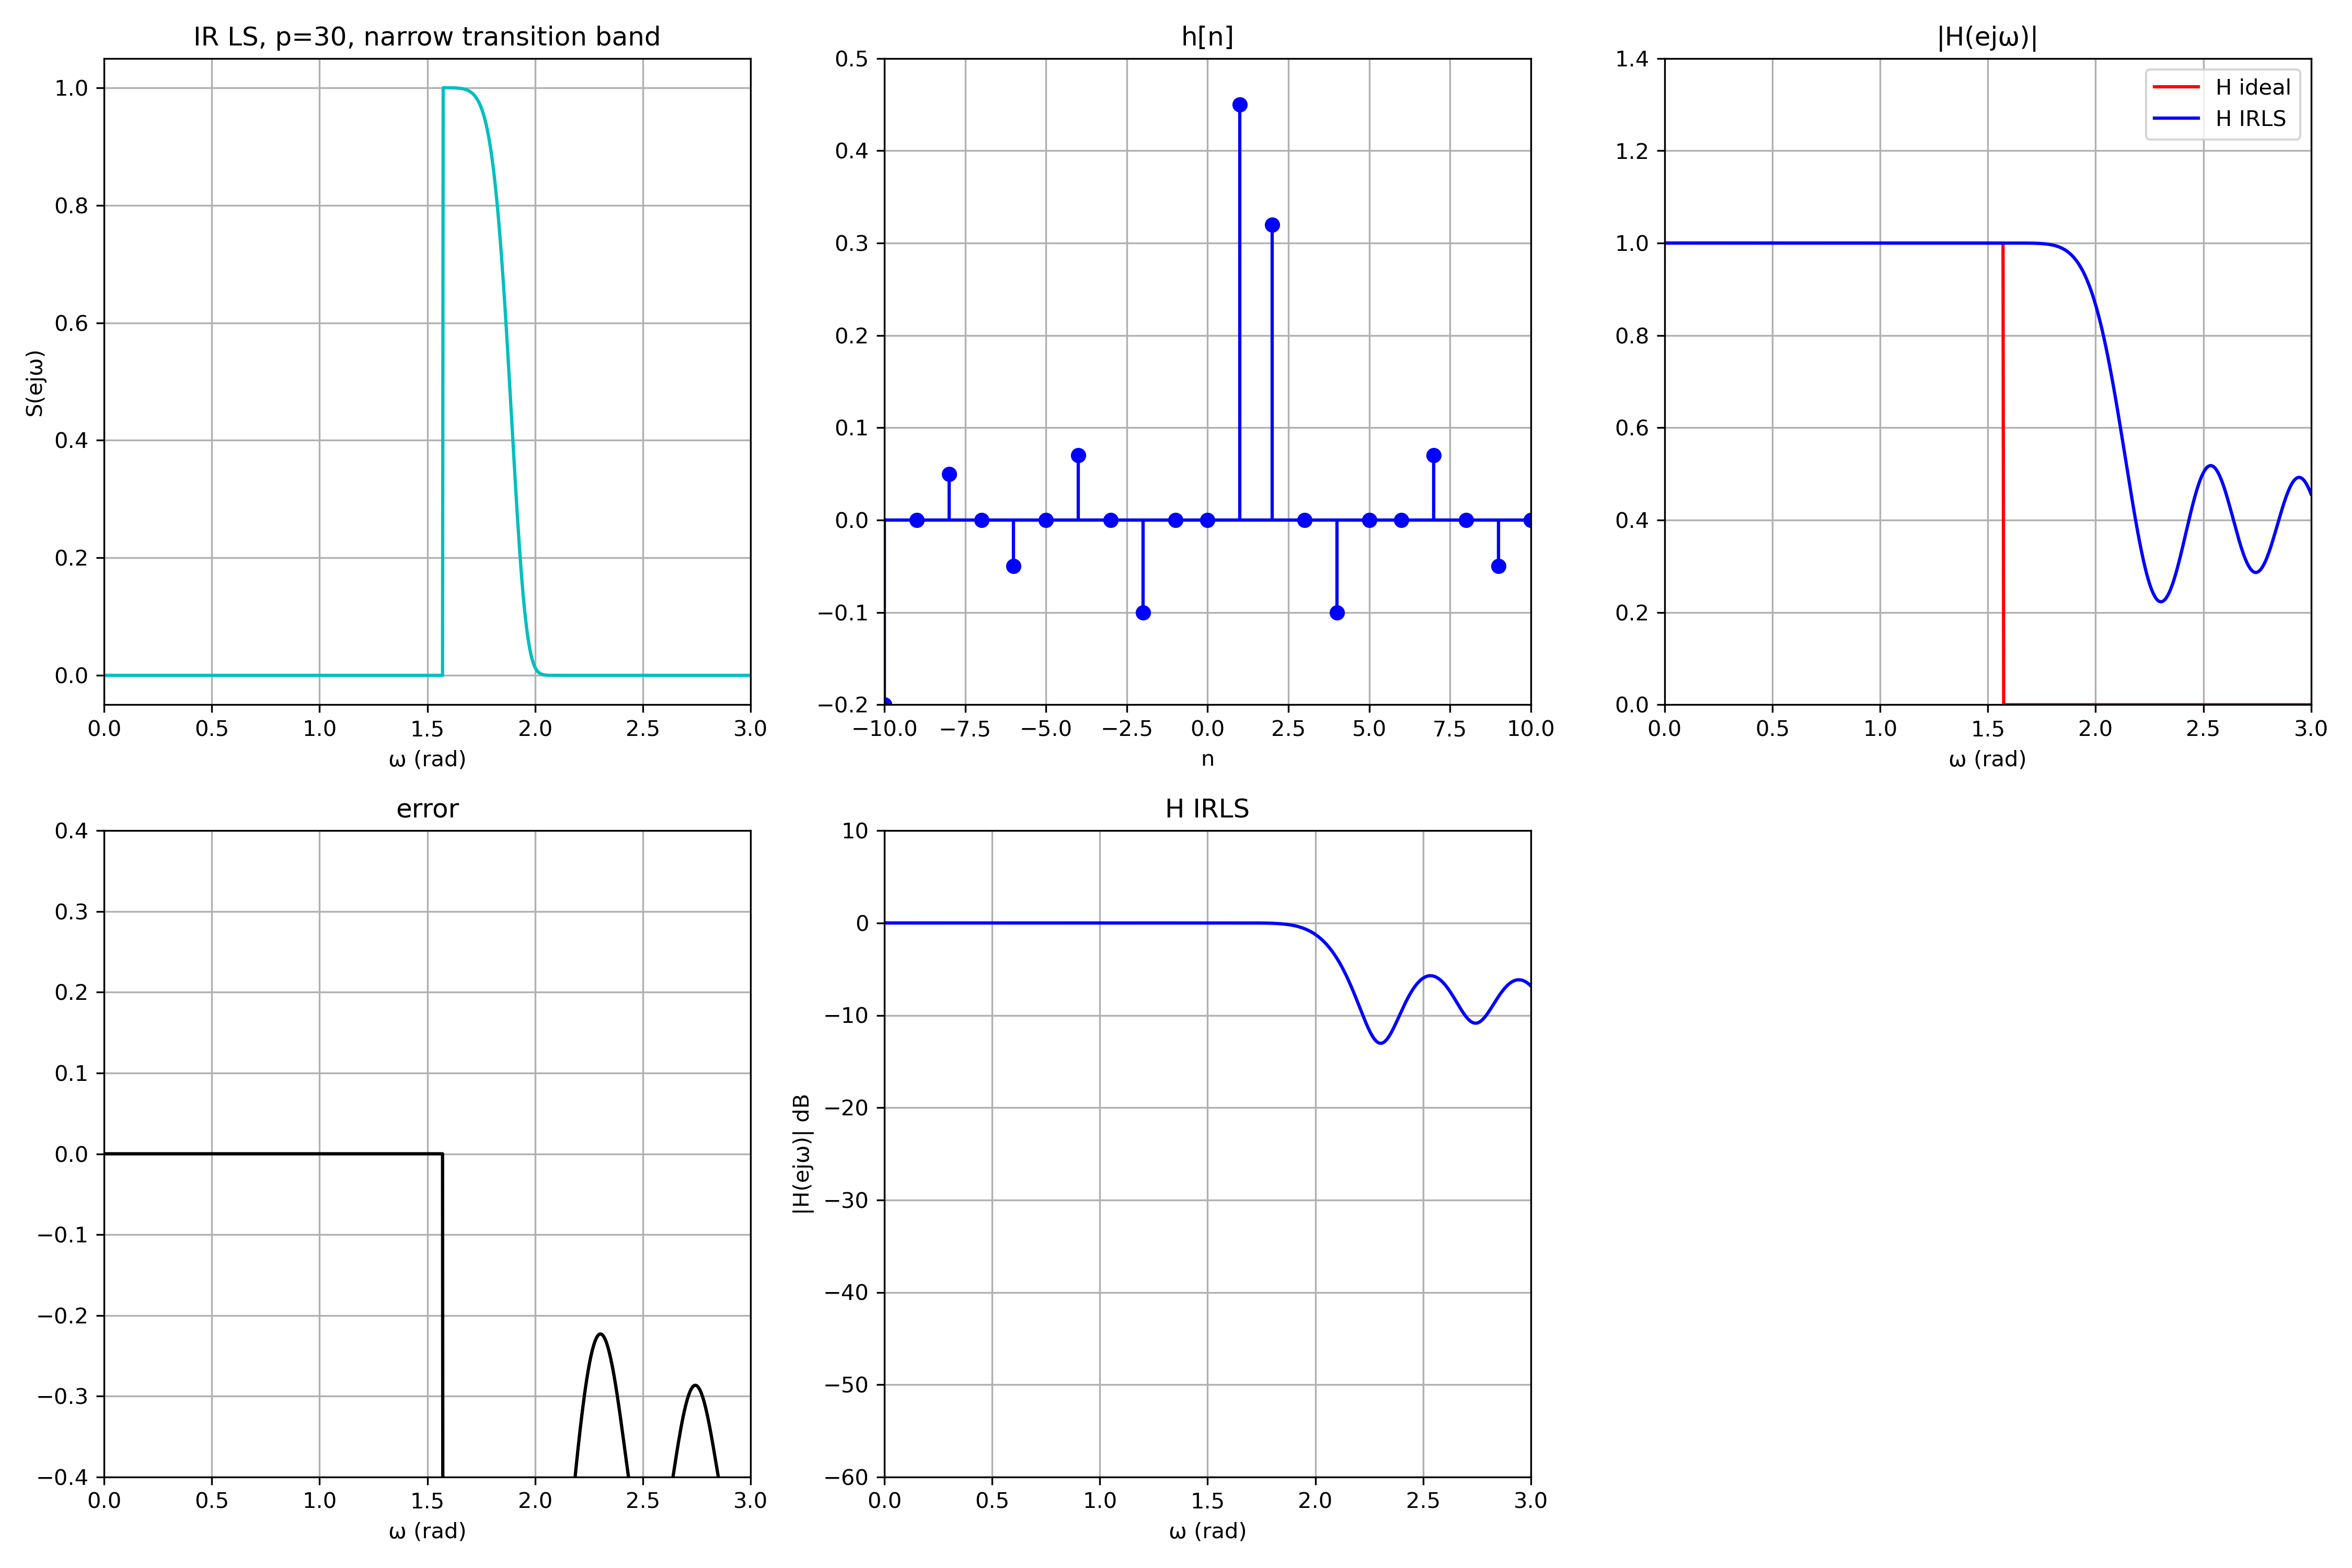 IR LS, p=30, narrow transition band
S(ejω)
1.0
0.8
0.6
0.4
0.2
0.0
0.0 0.5 1.0 1.5 2.0 2.5 3.0
ω (rad)
h[n]
0.5
0.4
0.3
0.2
0.1
0.0
−0.1
−0.2
−10.0 −7.5 −5.0 −2.5 0.0 2.5 5.0 7.5 10.0
n
|H(ejω)|
H ideal
H IRLS
1.4
1.2
1.0
0.8
0.6
0.4
0.2
0.0
0.0 0.5 1.0 1.5 2.0 2.5 3.0
ω (rad)
error
0.4
0.3
0.2
0.1
0.0
−0.1
−0.2
−0.3
−0.4
0.0 0.5 1.0 1.5 2.0 2.5 3.0
ω (rad)
H IRLS
|H(ejω)| dB
10
0
−10
−20
−30
−40
−50
−60
0.0 0.5 1.0 1.5 2.0 2.5 3.0
ω (rad)